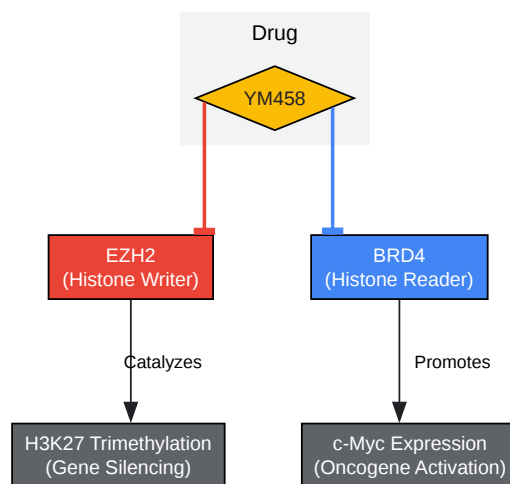 Drug
YM458
EZH2
(Histone Writer)
BRD4
(Histone Reader)
Catalyzes
Promotes
H3K27 Trimethylation
(Gene Silencing)
c-Myc Expression
(Oncogene Activation)